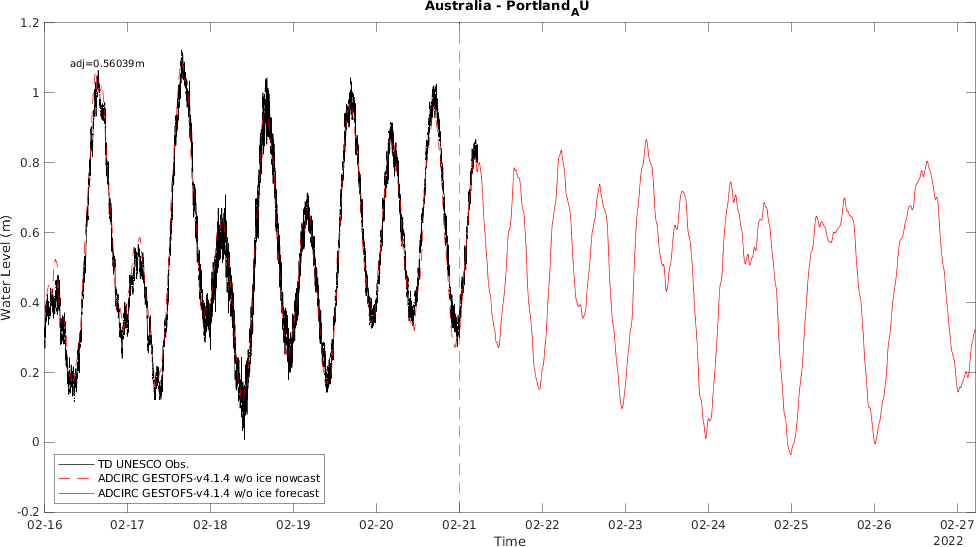 Australia - Portland_AU
1.2
adj=0.56039m
1
0.8
0.6
0.4
0.2
0
-0.2
Water Level (m)
TD UNESCO Obs.
ADCIRC GESTOFS-v4.1.4 w/o ice nowcast
ADCIRC GESTOFS-v4.1.4 w/o ice forecast
02-16 02-17 02-18 02-19 02-20 02-21 02-22 02-23 02-24 02-25 02-26 02-27
Time 2022